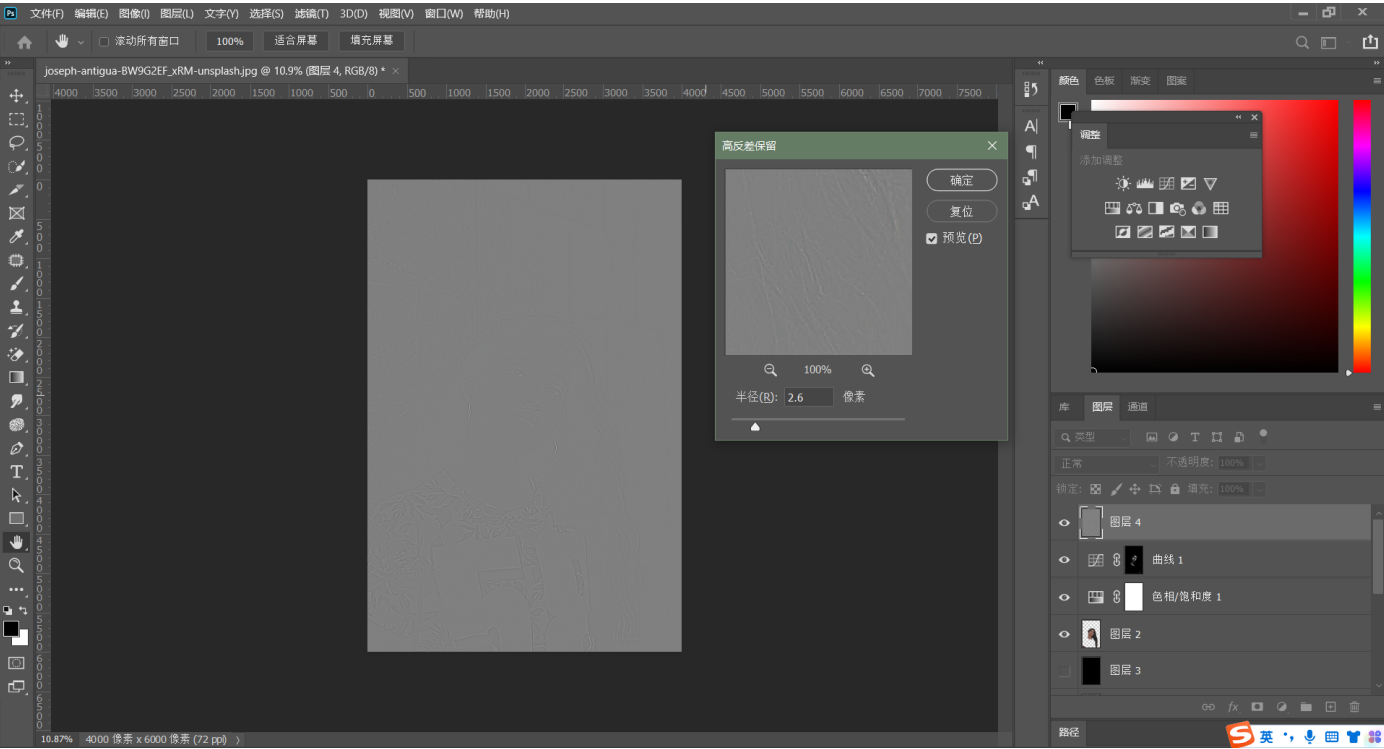 Ps 文件(F) 编辑(E) 图像(I) 图层(L) 文字(Y) 选择(S) 滤镜(T) 3D(D) 视图(V) 窗口(W) 帮助(H)
滚动所有窗口 100% 适合屏幕 填充屏幕
joseph-antigua-BW9G2EF_xRM-unsplash.jpg @ 10.9% (图层 4, RGB/8) * ×
4000 3500 3000 2500 2000 1500 1000 500 0 500 1000 1500 2000 2500 3000 3500 4000 4500 5000 5500 6000 6500 7000 7500
颜色 色板 渐变 图案
调整
添加调整
高反差保留
确定
复位
预览(P)
100%
半径(R): 2.6 像素
库 图层 通道
类型
正常 不透明度: 100%
锁定: 填充: 100%
图层 4
曲线 1
色相/饱和度 1
图层 2
图层 3
fx
路径
10.87% 4000 像素 x 6000 像素 (72 ppi)
S 英